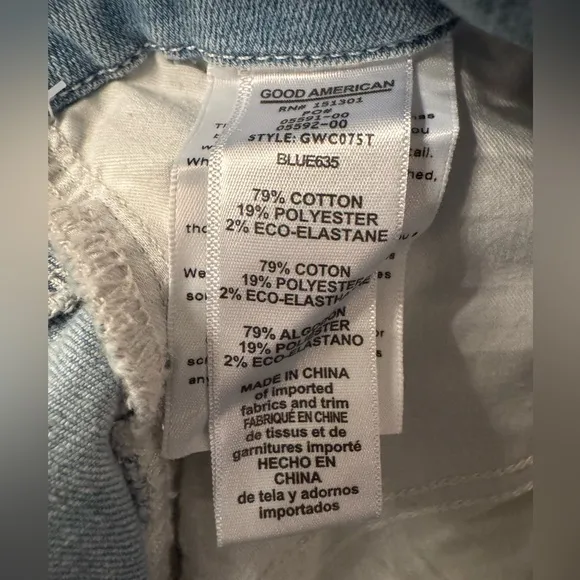 GOOD AMERICAN
RN# 151301
PO#
05591-00
05592-00
STYLE: GWC075T
BLUE635
79% COTTON
19% POLYESTER
2% ECO-ELASTANE
79% COTON
19% POLYESTER
2% ECO-ELASTHANE
79% ALGODON
19% POLIESTER
2% ECO-ELASTANO
MADE IN CHINA
of imported
fabrics and trim
FABRIQUÉ EN CHINE
de tissus et de
garnitures importé
HECHO EN
CHINA
de tela y adornos
importados